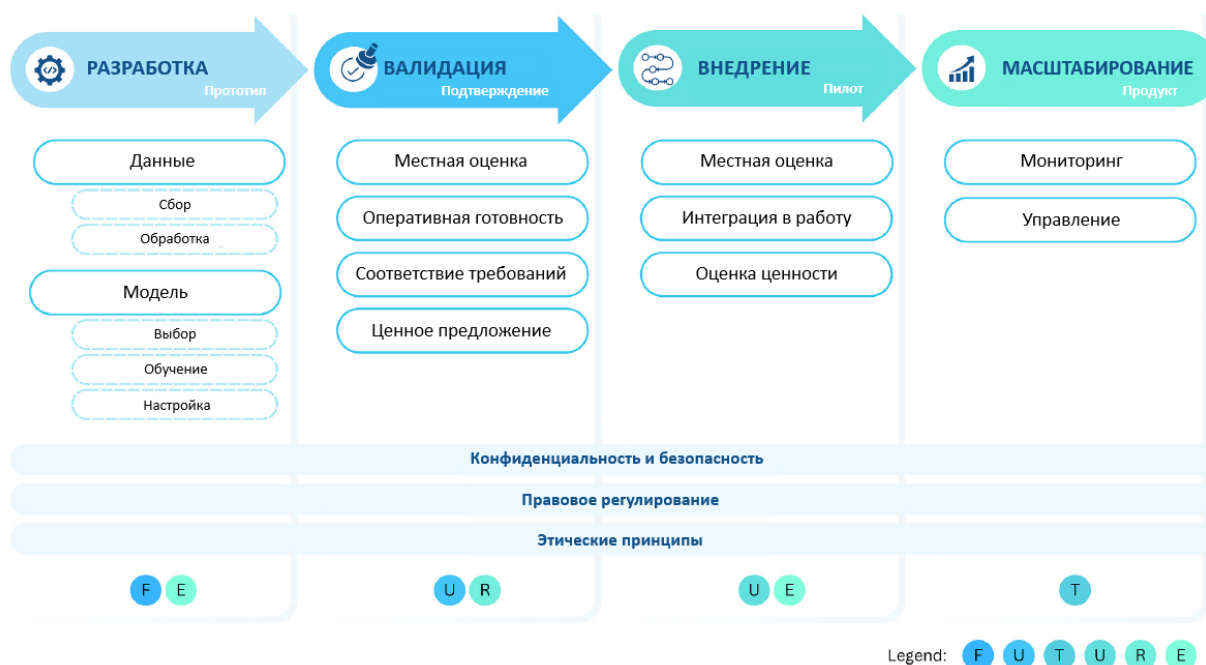 РАЗРАБОТКА
Прототип
ВАЛИДАЦИЯ
Подтверждение
ВНЕДРЕНИЕ
Пилот
МАСШТАБИРОВАНИЕ
Продукт
Данные
Сбор
Обработка
Модель
Выбор
Обучение
Настройка
Местная оценка
Оперативная готовность
Соответствие требований
Ценное предложение
Местная оценка
Интеграция в работу
Оценка ценности
Мониторинг
Управление
Конфиденциальность и безопасность
Правовое регулирование
Этические принципы
F E
U R
U E
T
Legend: F U T U R E